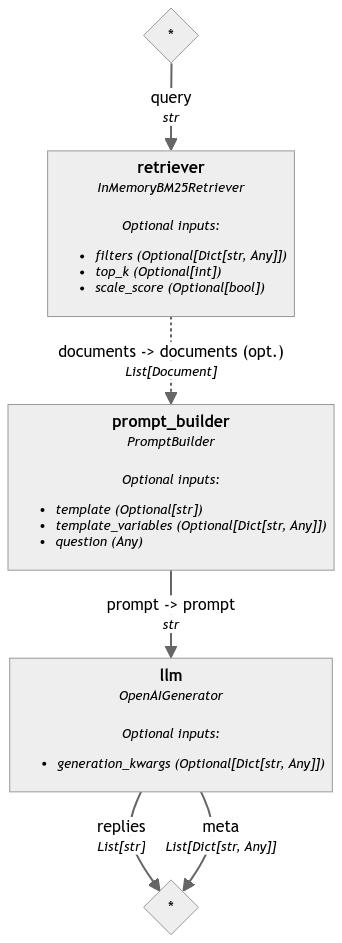 *
query
str
retriever
InMemoryBM25Retriever
Optional inputs:
• filters (Optional[Dict[str, Any]])
• top_k (Optional[int])
• scale_score (Optional[bool])
documents -> documents (opt.)
List[Document]
prompt_builder
PromptBuilder
Optional inputs:
• template (Optional[str])
• template_variables (Optional[Dict[str, Any]])
• question (Any)
prompt -> prompt
str
llm
OpenAIGenerator
Optional inputs:
• generation_kwargs (Optional[Dict[str, Any]])
replies meta
List[str] List[Dict[str, Any]]
*